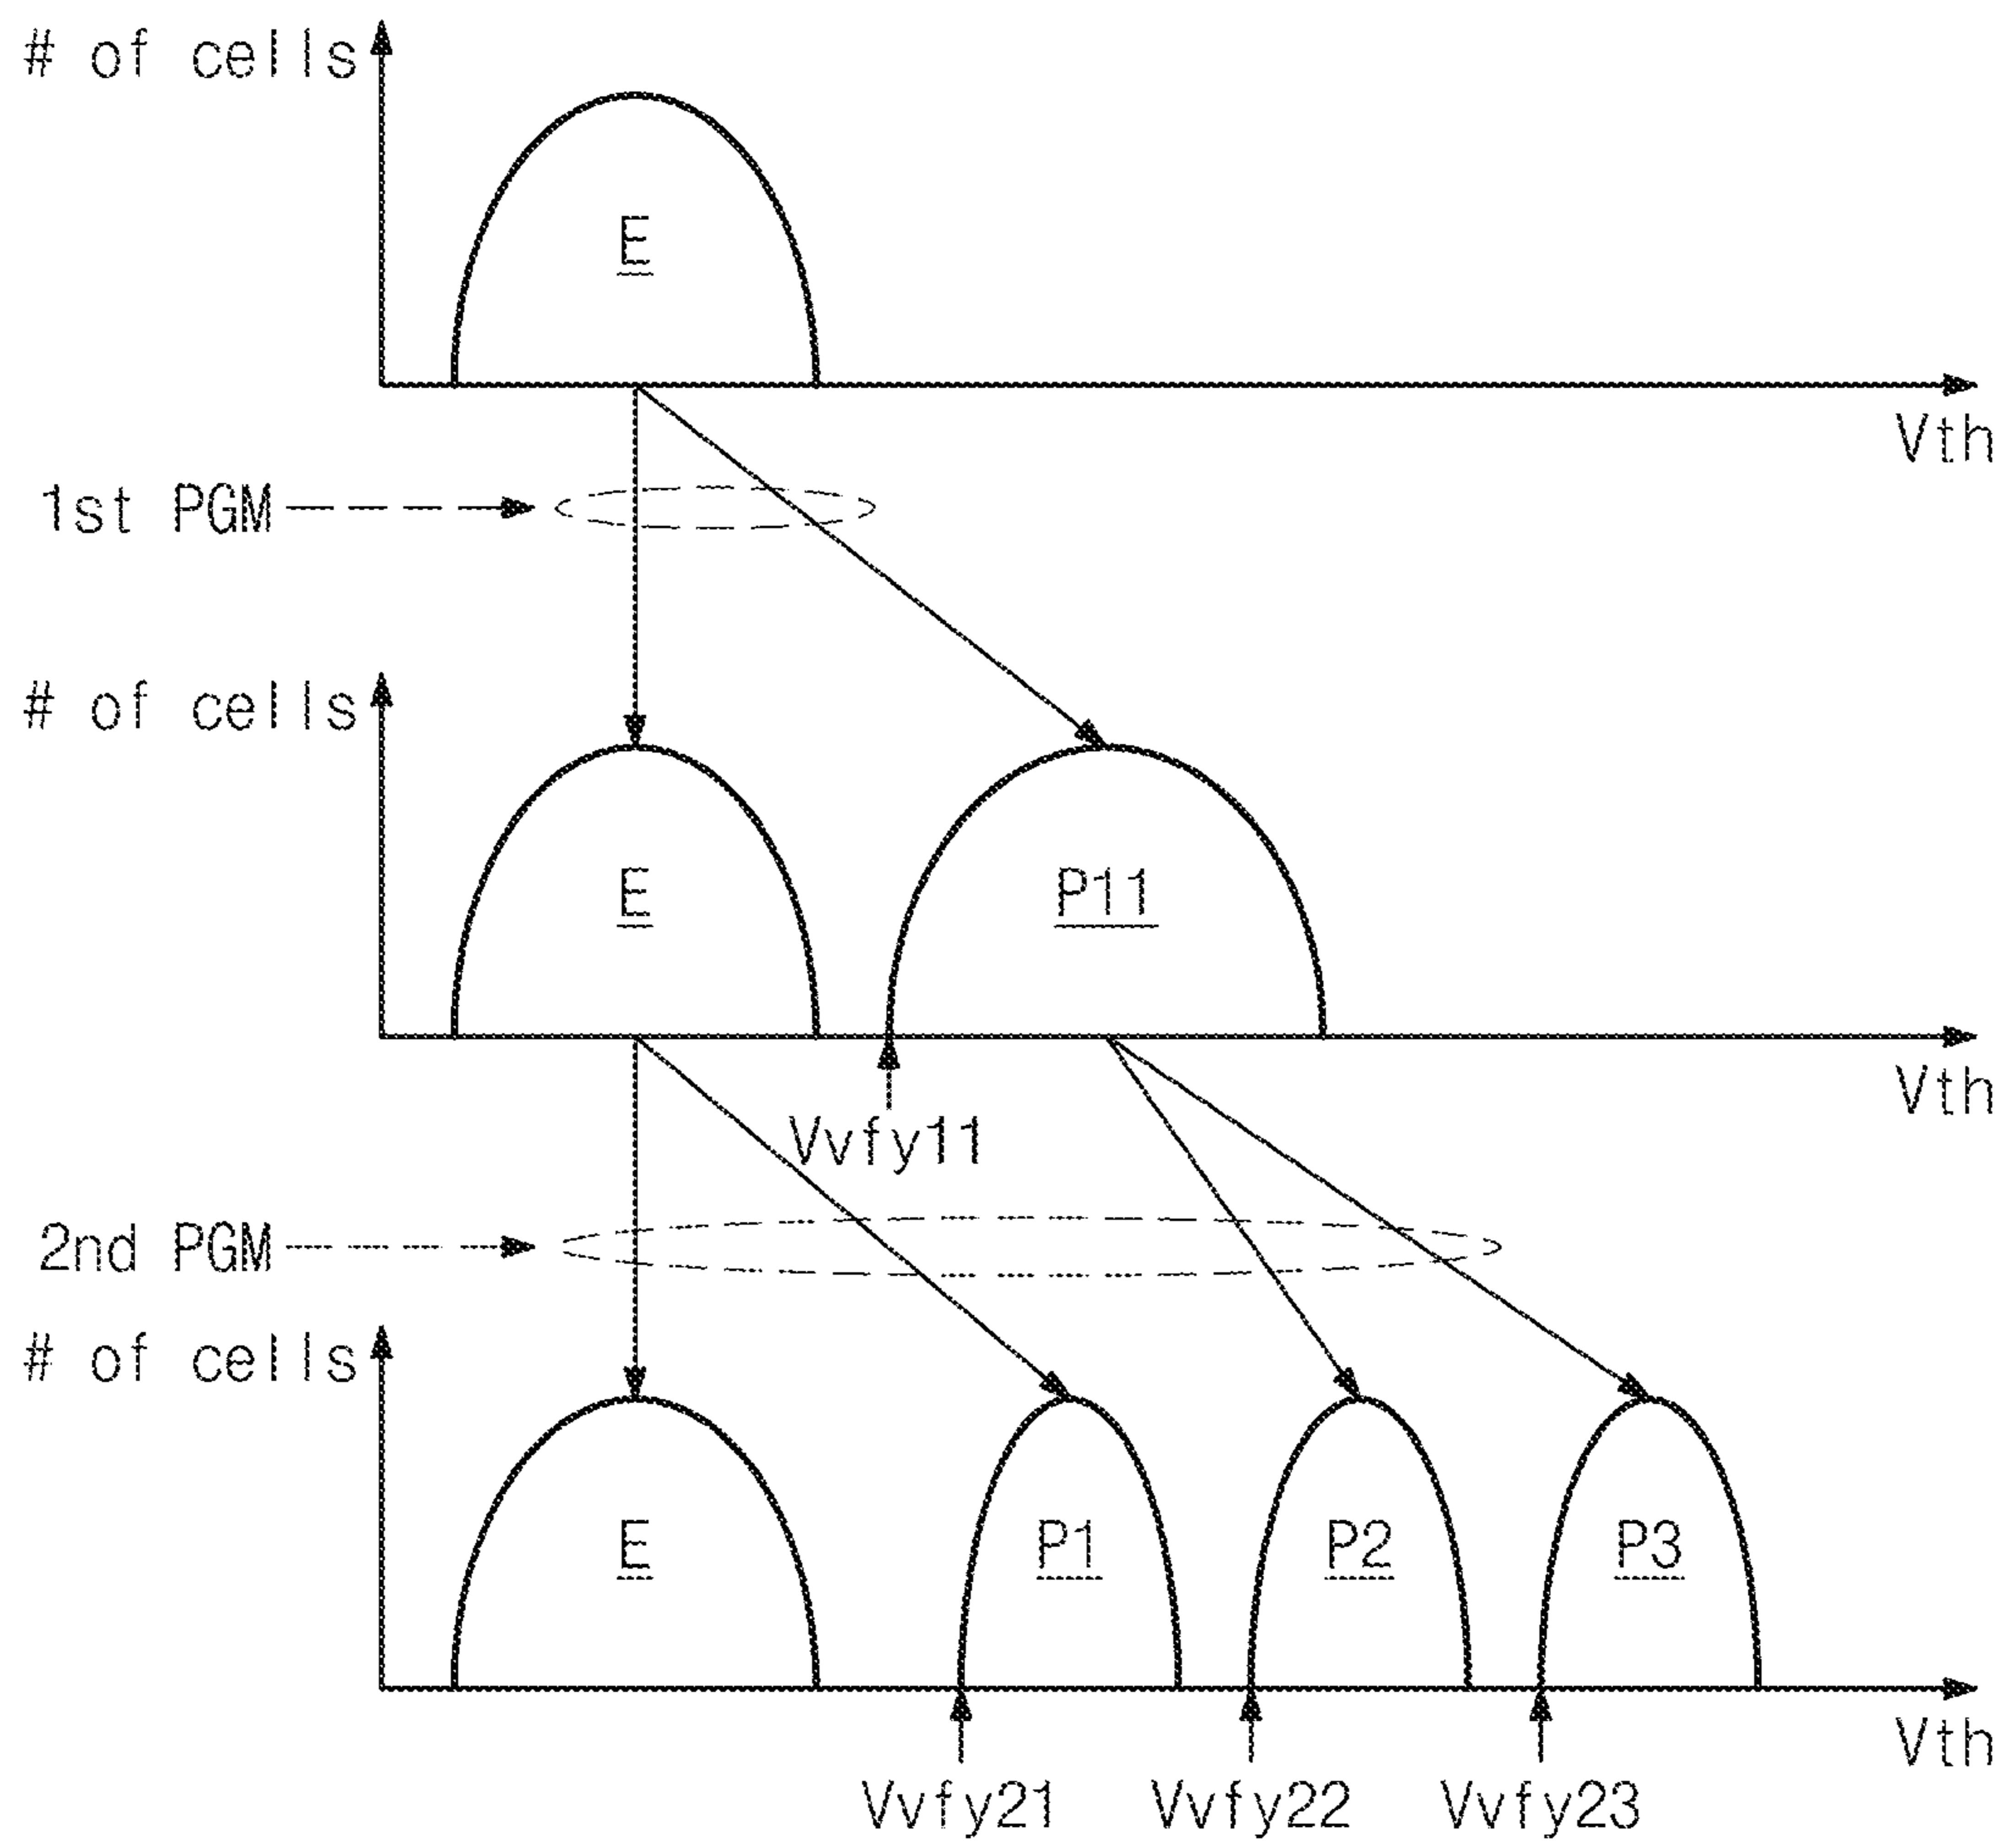 # of cells
E
Vth
1st PGM
# of cells
E
P11
Vth
Vvfy11
2nd PGM
# of cells
E
P1
P2
P3
Vth
Vvfy21
Vvfy22
Vvfy23